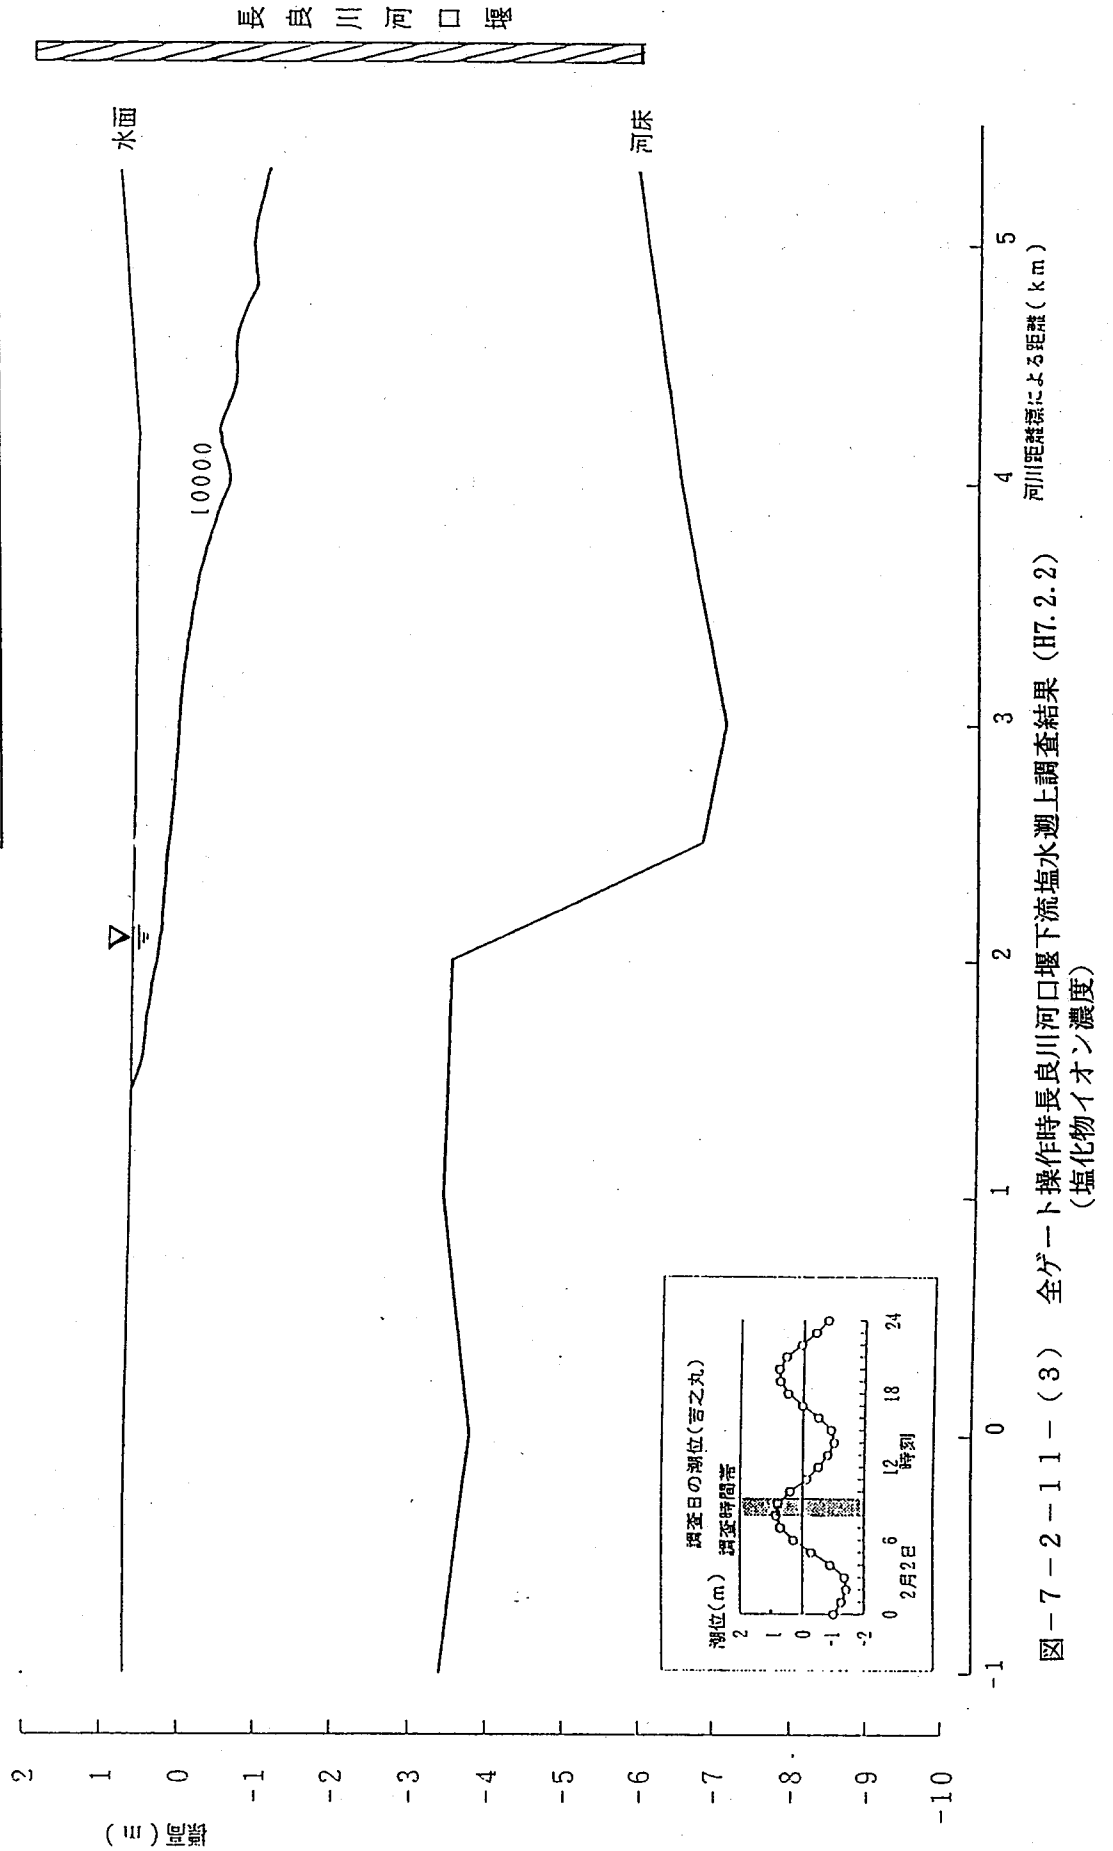 標高(m)
2
1
0
-1
-2
-3
-4
-5
-6
-7
-8
-9
-10
水面
10000
河床
長良川河口堰
調査日の潮位(吉之丸)
潮位(m) 調査時間帯
2
1
0
-1
-2
0 6 12 18 24
2月2日 時刻
-1 0 1 2 3 4 5
河川距離標による距離(km)
図-7-2-11-(3) 全ゲート操作時長良川河口堰下流塩水遡上調査結果(H7.2.2)
(塩化物イオン濃度)